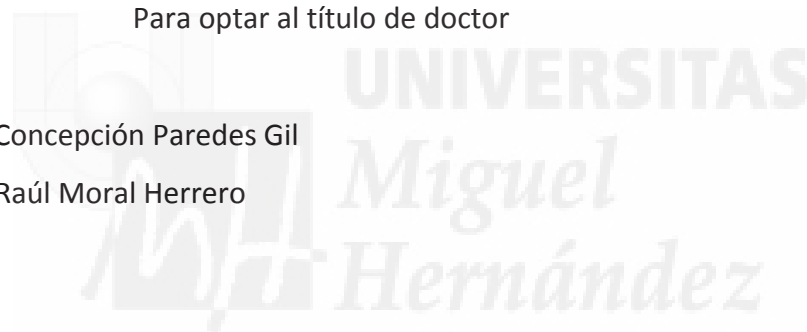 Para optar al título de doctor
UNIVERSITAS
Concepción Paredes Gil
Miguel
Raúl Moral Herrero
Hernández